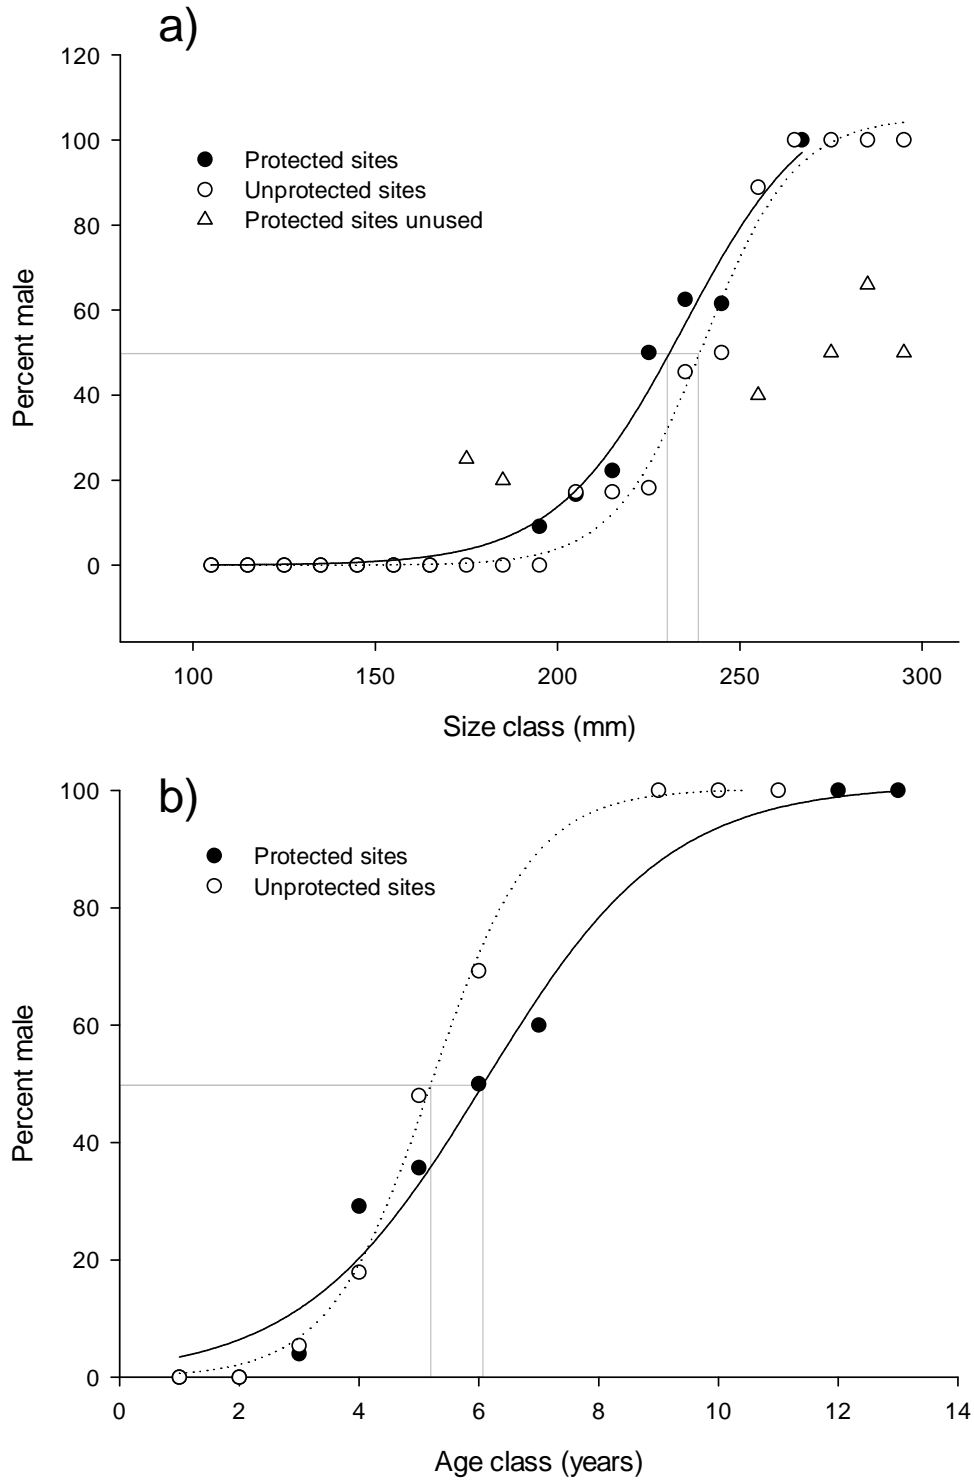 a)
120
100
80
60
40
20
0
Percent male
Protected sites
Unprotected sites
Protected sites unused
100 150 200 250 300
Size class (mm)
b)
100
80
60
40
20
0
Percent male
Protected sites
Unprotected sites
0 2 4 6 8 10 12 14
Age class (years)